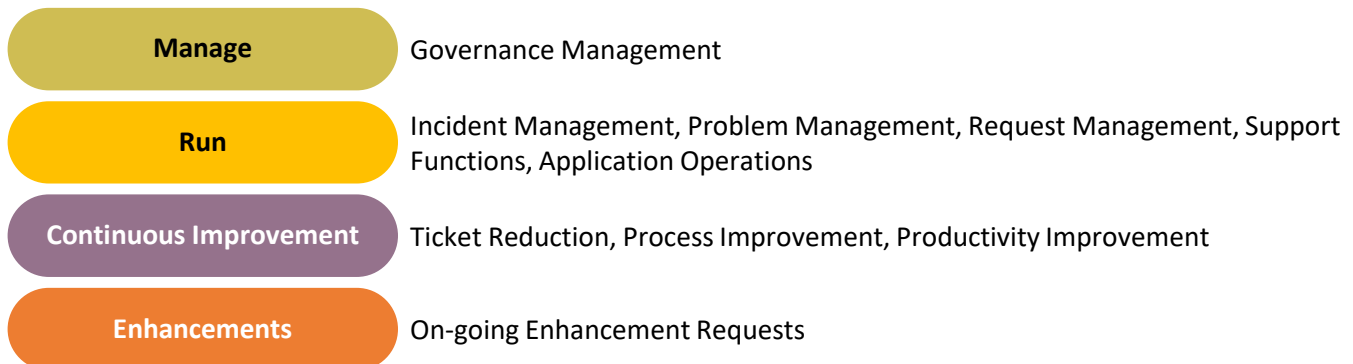 Manage
Governance Management
Run
Incident Management, Problem Management, Request Management, Support
Functions, Application Operations
Continuous Improvement
Ticket Reduction, Process Improvement, Productivity Improvement
Enhancements
On-going Enhancement Requests